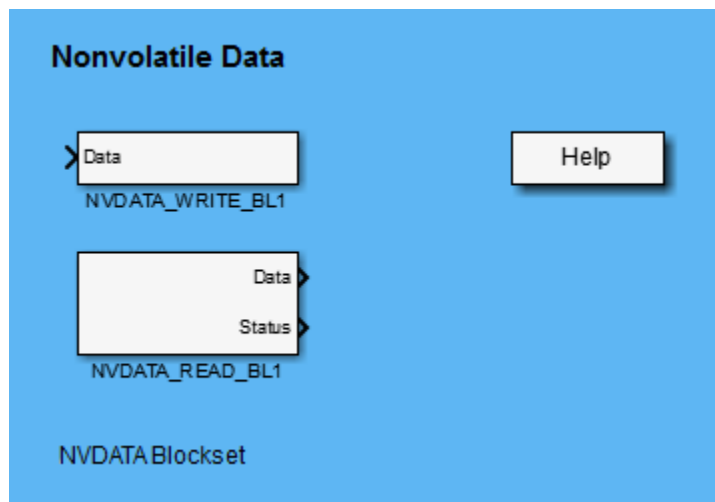 Nonvolatile Data
Data
Help
NVDATA_WRITE_BL1
Data
Status
NVDATA_READ_BL1
NVDATA Blockset